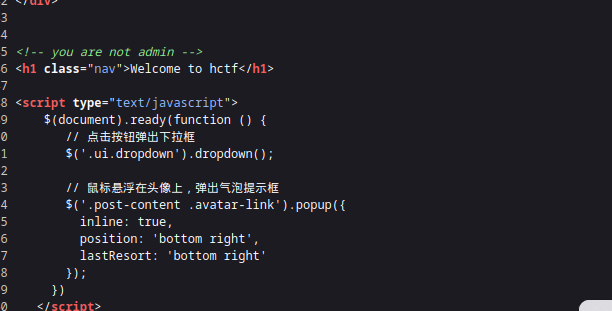 2 </div>
3
4
5 <!-- you are not admin -->
6 <h1 class="nav">Welcome to hctf</h1>
7
8 <script type="text/javascript">
9 $(document).ready(function () {
0 // 点击按钮弹出下拉框
1 $('.ui.dropdown').dropdown();
2
3 // 鼠标悬浮在头像上，弹出气泡提示框
4 $('.post-content .avatar-link').popup({
5 inline: true,
6 position: 'bottom right',
7 lastResort: 'bottom right'
8 });
9 })
0 </script>